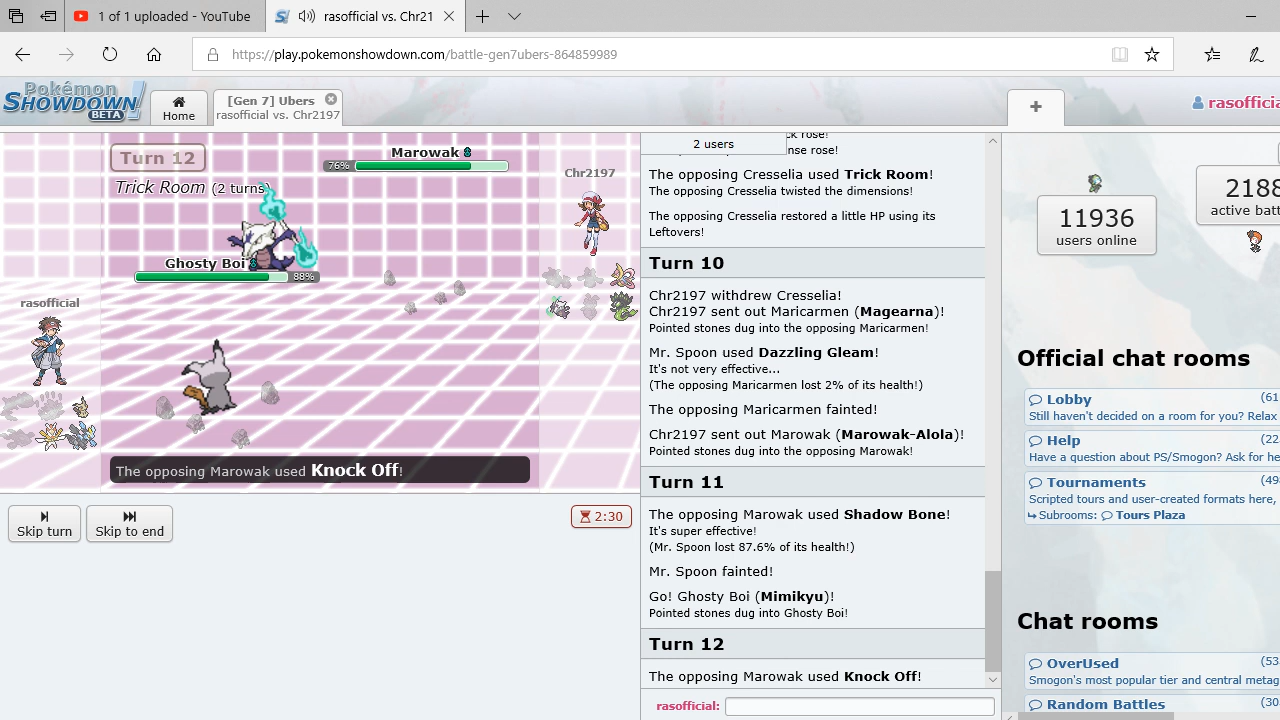 1 of 1 uploaded - YouTube
rasofficial vs. Chr21
https://play.pokemonshowdown.com/battle-gen7ubers-864859989
Pokémon
SHOWDOWN!
BETA
Home
[Gen 7] Ubers
rasofficial vs. Chr2197
+
rasofficia
Turn 12
Trick Room (2 turns)
Marowak
76%
Chr2197
Ghosty Boi
88%
rasofficial
The opposing Marowak used Knock Off!
Skip turn
Skip to end
2:30
2 users
ck rose!
nse rose!
The opposing Cresselia used Trick Room!
The opposing Cresselia twisted the dimensions!
The opposing Cresselia restored a little HP using its
Leftovers!
Turn 10
Chr2197 withdrew Cresselia!
Chr2197 sent out Maricarmen (Magearna)!
Pointed stones dug into the opposing Maricarmen!
Mr. Spoon used Dazzling Gleam!
It's not very effective...
(The opposing Maricarmen lost 2% of its health!)
The opposing Maricarmen fainted!
Chr2197 sent out Marowak (Marowak-Alola)!
Pointed stones dug into the opposing Marowak!
Turn 11
The opposing Marowak used Shadow Bone!
It's super effective!
(Mr. Spoon lost 87.6% of its health!)
Mr. Spoon fainted!
Go! Ghosty Boi (Mimikyu)!
Pointed stones dug into Ghosty Boi!
Turn 12
The opposing Marowak used Knock Off!
rasofficial:
11936
users online
2188
active batt
Official chat rooms
Lobby
(61
Still haven't decided on a room for you? Relax
Help
(22
Have a question about PS/Smogon? Ask for he
Tournaments
(49
Scripted tours and user-created formats here,
Subrooms: Tours Plaza
Chat rooms
OverUsed
(53
Smogon's most popular tier and central metag
Random Battles
(30